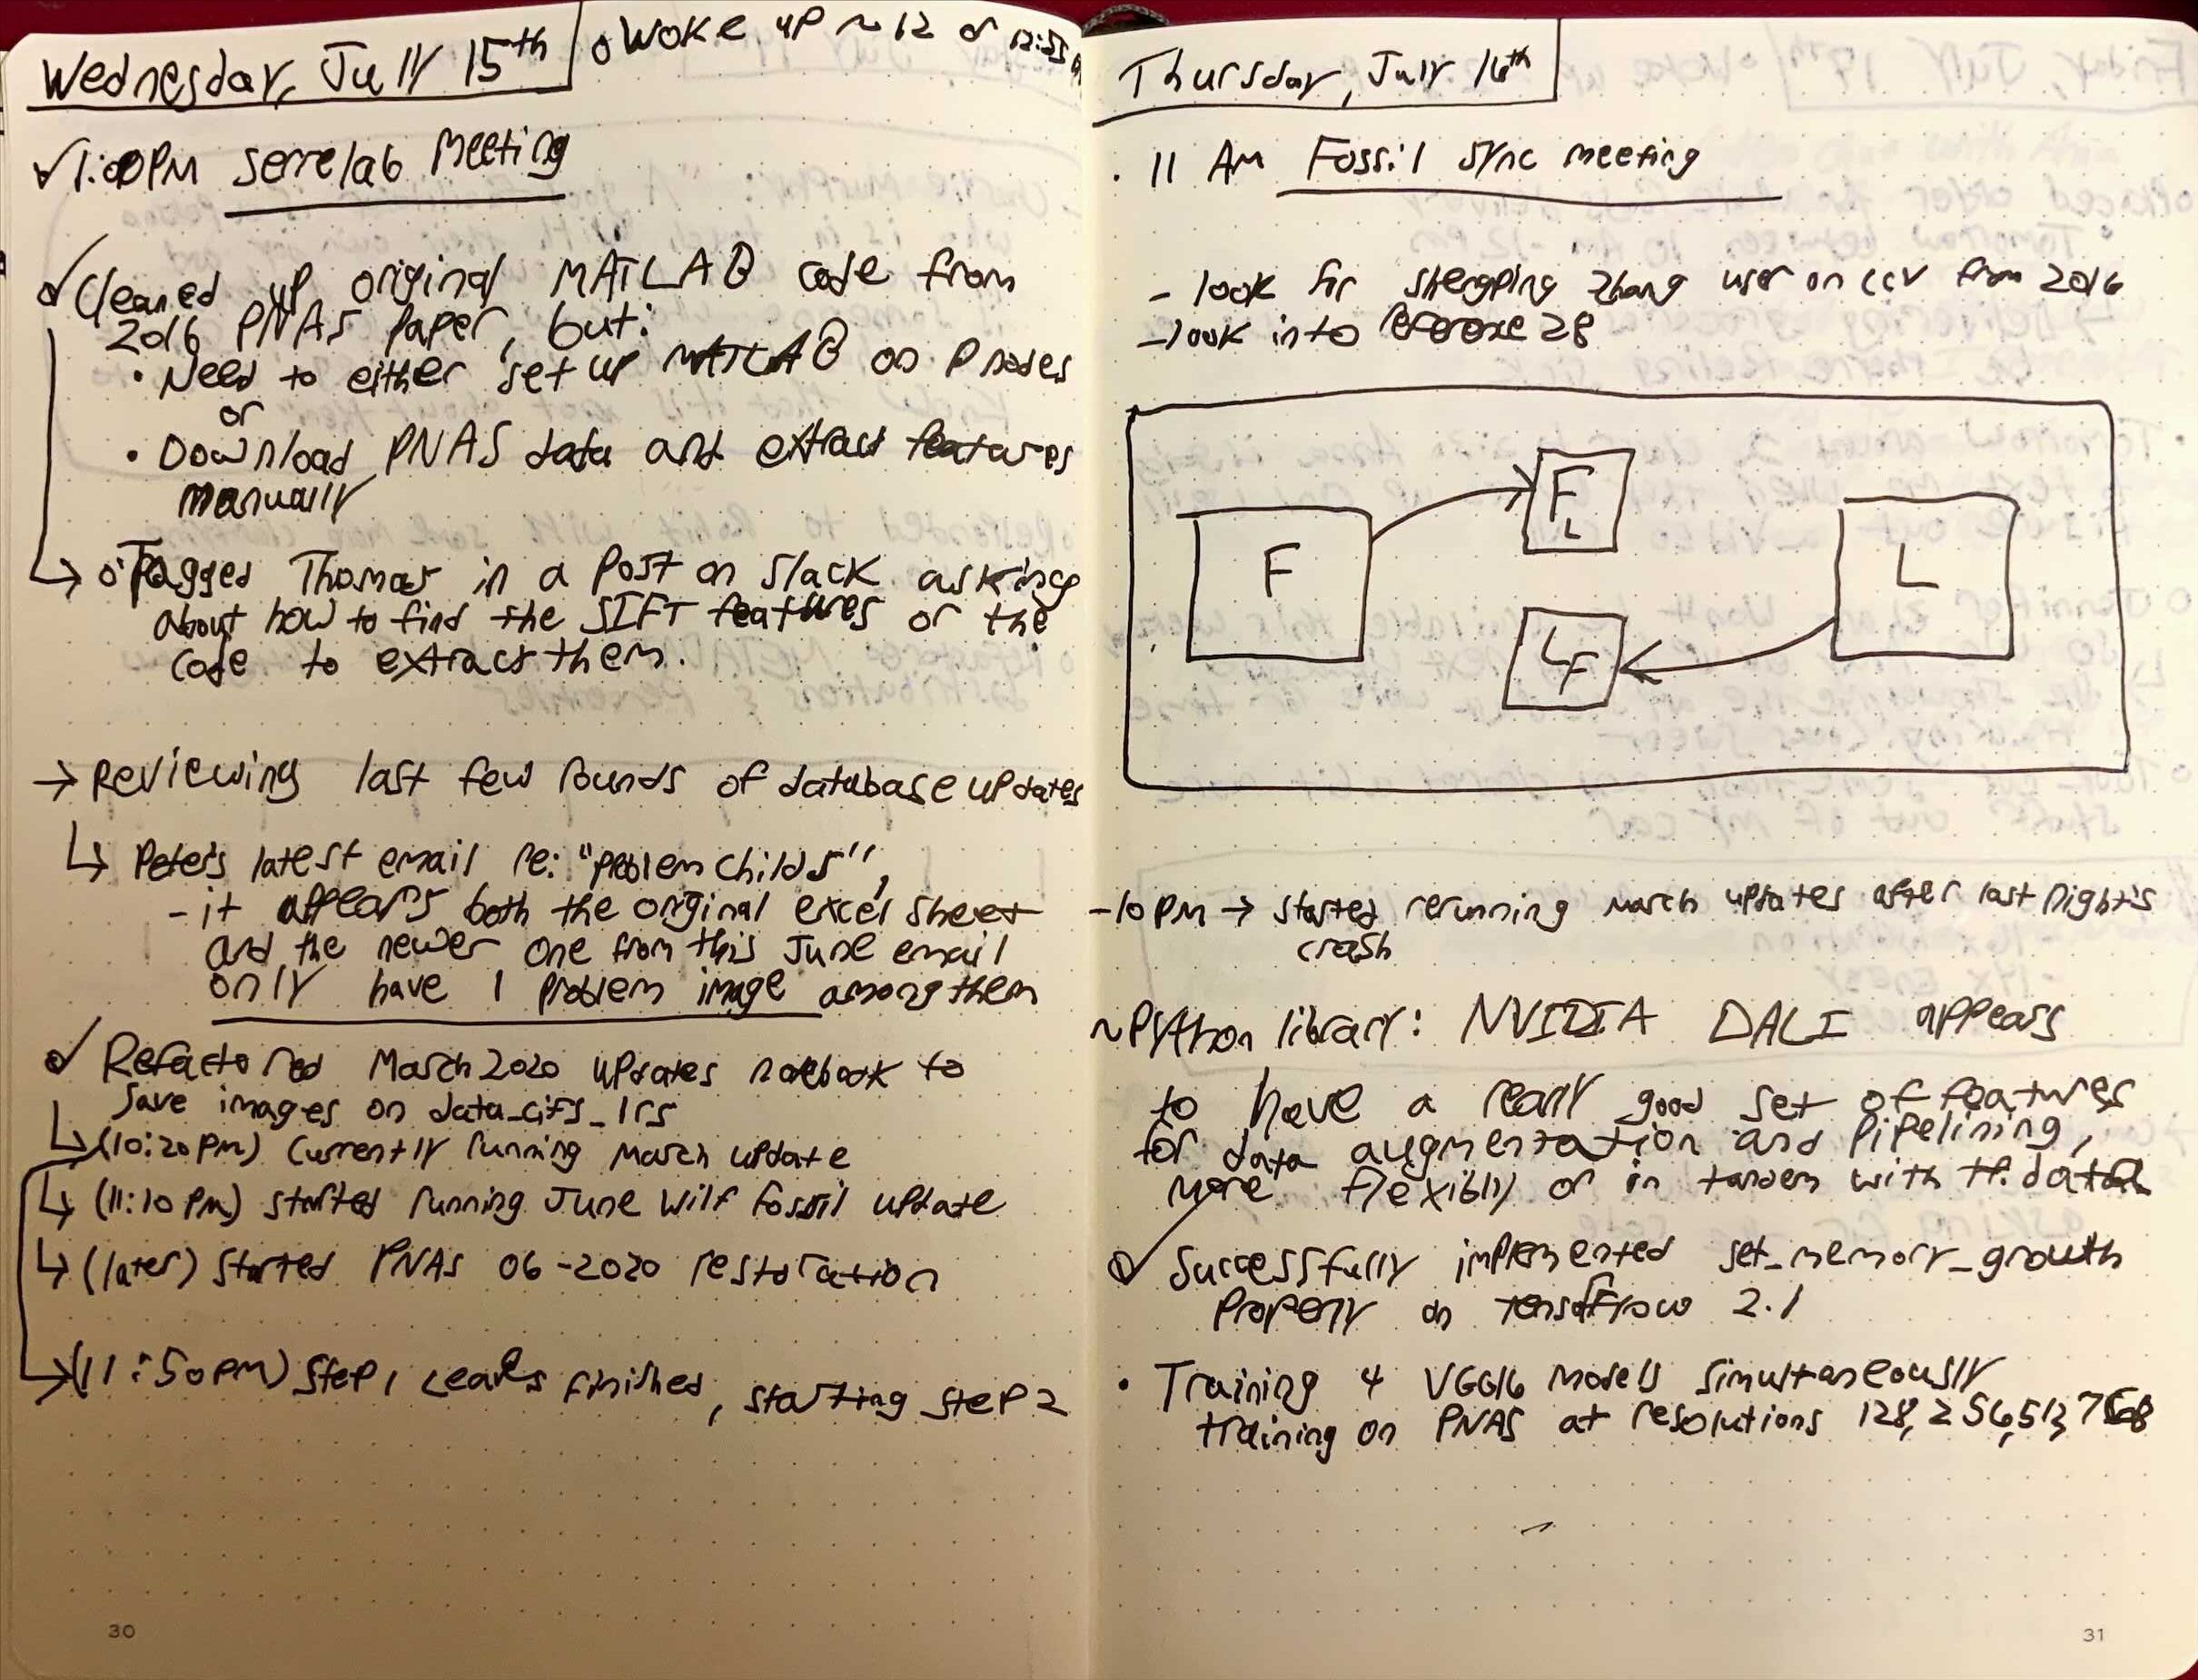 Wednesday, July 15th
o Woke up ~ 12 or 12:25
✓ 1:00PM Serrelab Meeting
✓ Cleaned up original MATLAB code from
2016 PNAS Paper, but:
• Need to either set up MATLAB on P nodes
or
• Download PNAS data and extract features
manually
↳ o Tagged Thomas in a post on Slack asking
about how to find the SIFT features or the
code to extract them.
→ Reviewing last few rounds of database updates
↳ Pete's latest email re: "problem childs",
- it appears both the original excel sheet
and the newer one from this June email
only have 1 problem image among them
✓ Refactored March 2020 updates notebook to
save images on data_cifs_lrs
↳ (10:20 PM) Currently running March update
↳ (11:10 PM) started running June Wilf Fossil update
↳ (later) started PNAS 06-2020 restoration
→ (11:50PM) Step 1 Leaves finished, starting step 2
30
Thursday, July 16th
• 11 AM Fossil sync meeting
- look for shengping zhang user on ccv from 2016
- look into reference 28
F
F L
L
L F
- 10 PM → started rerunning March updates after last night's
crash
~ Python library: NVIDIA DALI appears
to have a really good set of features
for data augmentation and pipelining,
more flexibly or in tandem with tf.data
✓ Successfully implemented set_memory_growth
property on tensorflow 2.1
• Training 4 VGG16 models simultaneously
training on PNAS at resolutions 128, 256, 512, 768
31